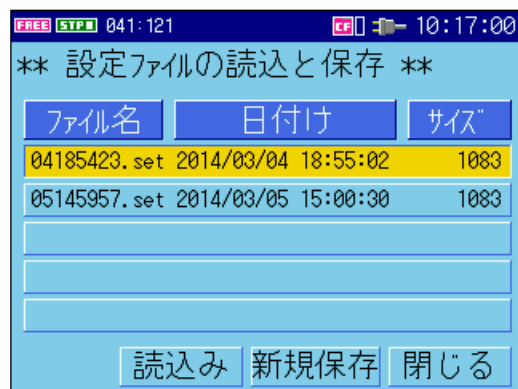 FREE STPD 041:121 CF 10:17:00
** 設定ファイルの読込と保存 **
ファイル名 日付け サイズ
04185423.set 2014/03/04 18:55:02 1083
05145957.set 2014/03/05 15:00:30 1083
読込み 新規保存 閉じる